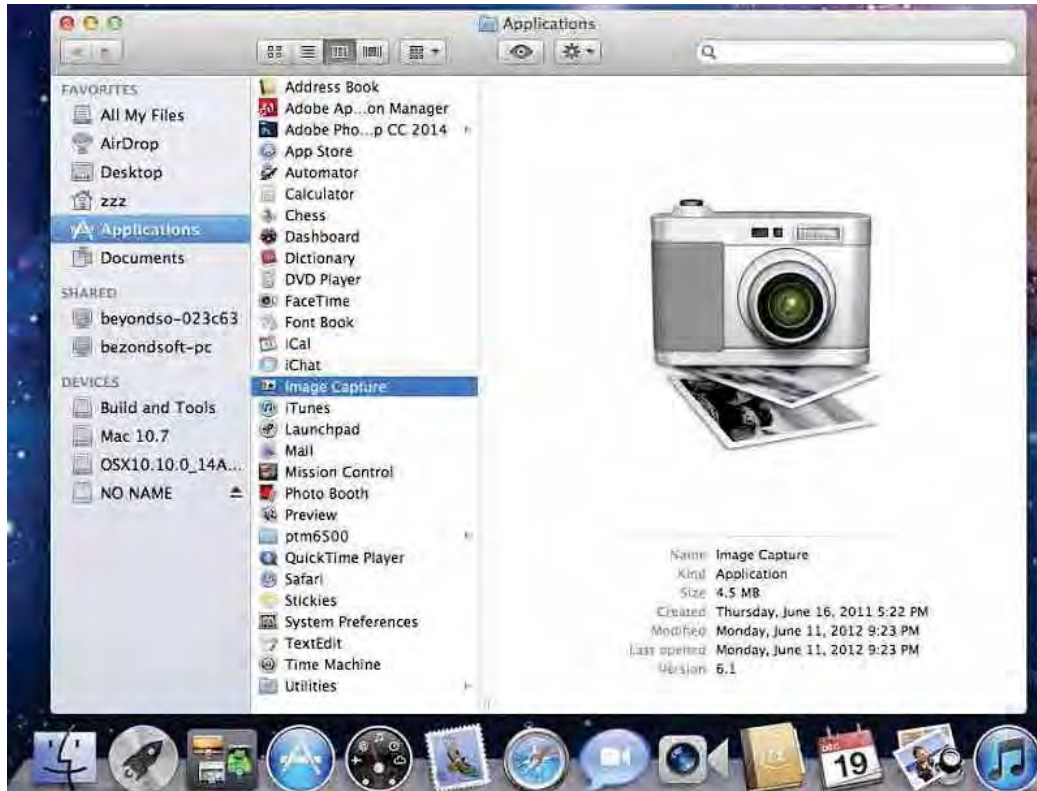 Applications
FAVORITES
All My Files
AirDrop
Desktop
zzz
Applications
Documents
SHARED
beyondso-023c63
bezondsoft-pc
DEVICES
Build and Tools
Mac 10.7
OSX10.10.0_14A...
NO NAME
Address Book
Adobe Ap...on Manager
Adobe Pho...p CC 2014
App Store
Automator
Calculator
Chess
Dashboard
Dictionary
DVD Player
FaceTime
Font Book
iCal
iChat
Image Capture
iTunes
Launchpad
Mail
Mission Control
Photo Booth
Preview
ptm6500
QuickTime Player
Safari
Stickies
System Preferences
TextEdit
Time Machine
Utilities
Name Image Capture
Kind Application
Size 4.5 MB
Created Thursday, June 16, 2011 5:22 PM
Modified Monday, June 11, 2012 9:23 PM
Last opened Monday, June 11, 2012 9:23 PM
Version 6.1
DEC
19